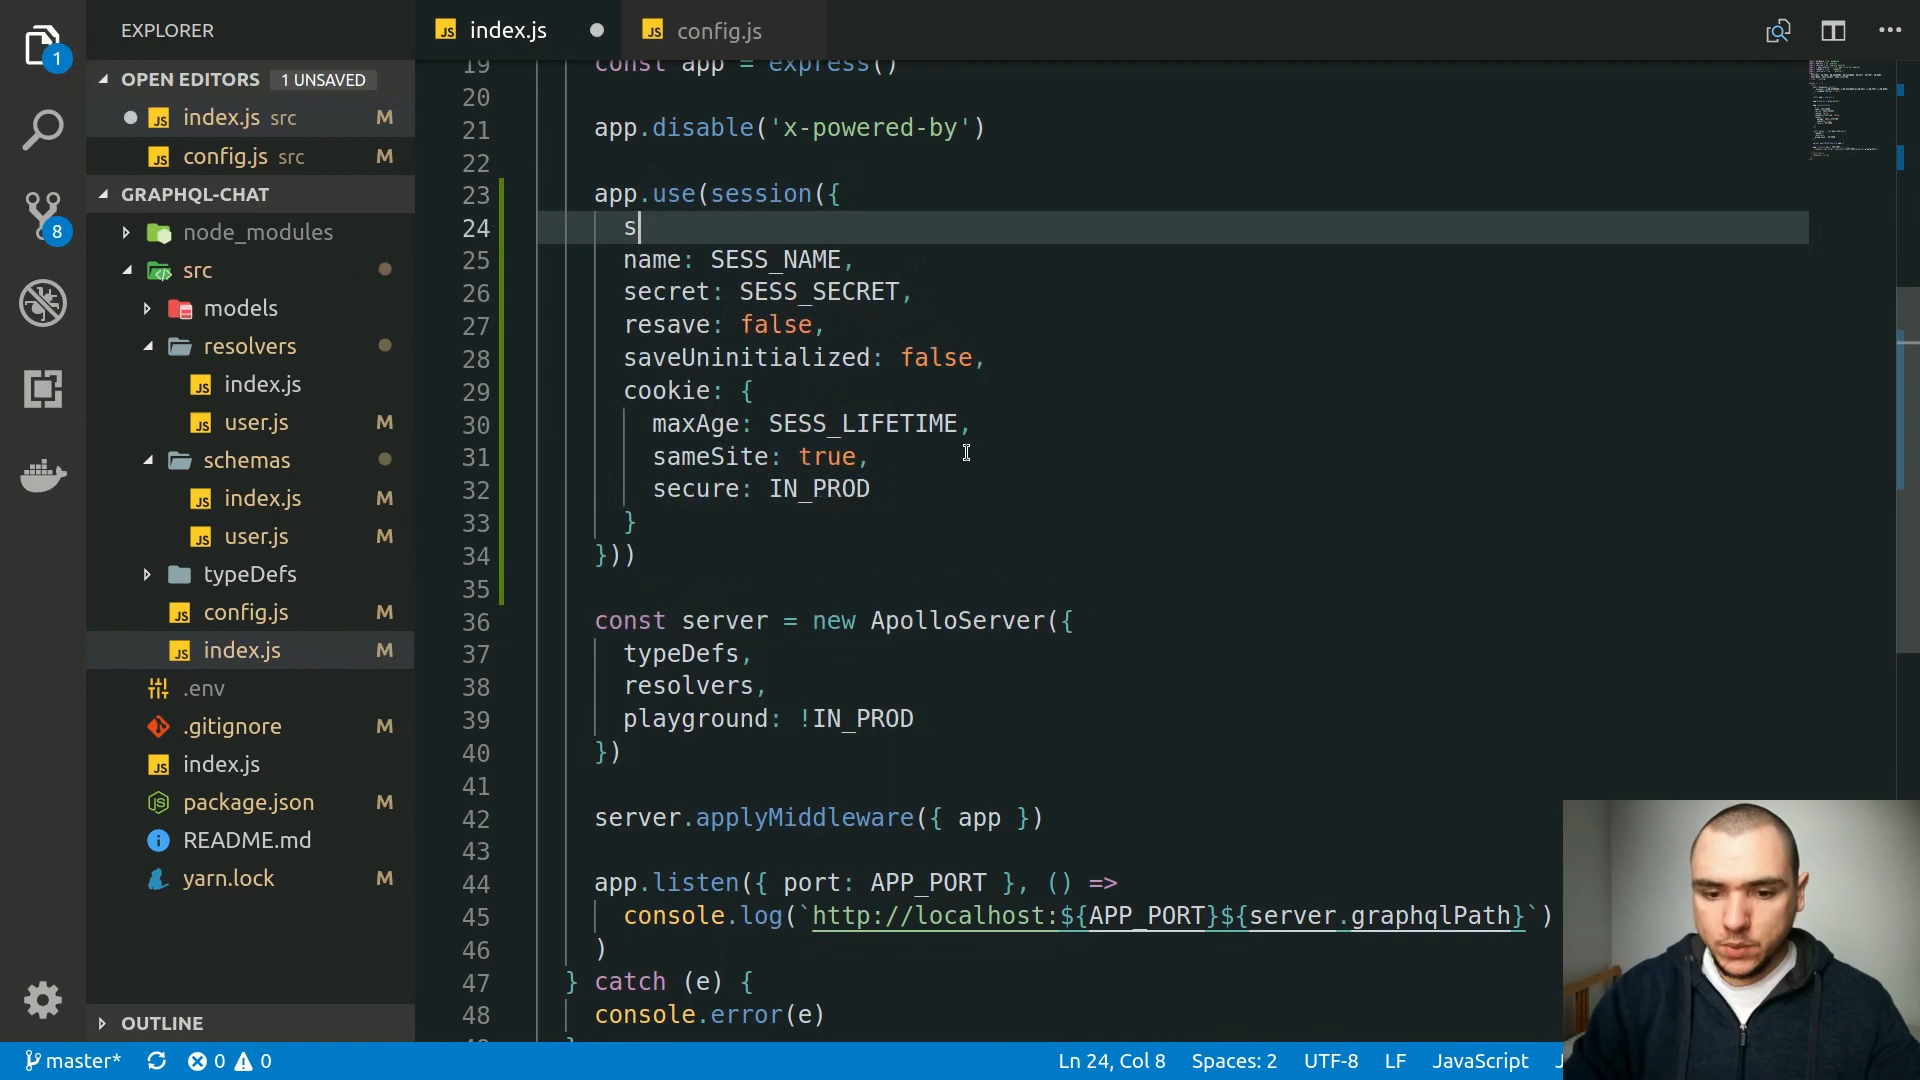 EXPLORER
OPEN EDITORS 1 UNSAVED
index.js src M
config.js src M
GRAPHQL-CHAT
node_modules
src
models
resolvers
index.js
user.js M
schemas
index.js M
user.js M
typeDefs
config.js M
index.js M
.env
.gitignore M
index.js
package.json M
README.md
yarn.lock M
OUTLINE
1
8
index.js
config.js
19 const app = express()
20
21 app.disable('x-powered-by')
22
23 app.use(session({
24 s
25 name: SESS_NAME,
26 secret: SESS_SECRET,
27 resave: false,
28 saveUninitialized: false,
29 cookie: {
30 maxAge: SESS_LIFETIME,
31 sameSite: true,
32 secure: IN_PROD
33 }
34 }))
35
36 const server = new ApolloServer({
37 typeDefs,
38 resolvers,
39 playground: !IN_PROD
40 })
41
42 server.applyMiddleware({ app })
43
44 app.listen({ port: APP_PORT }, () =>
45 console.log(`http://localhost:${APP_PORT}${server.graphqlPath}`)
46 )
47 } catch (e) {
48 console.error(e)
master* 0 0 Ln 24, Col 8 Spaces: 2 UTF-8 LF JavaScript